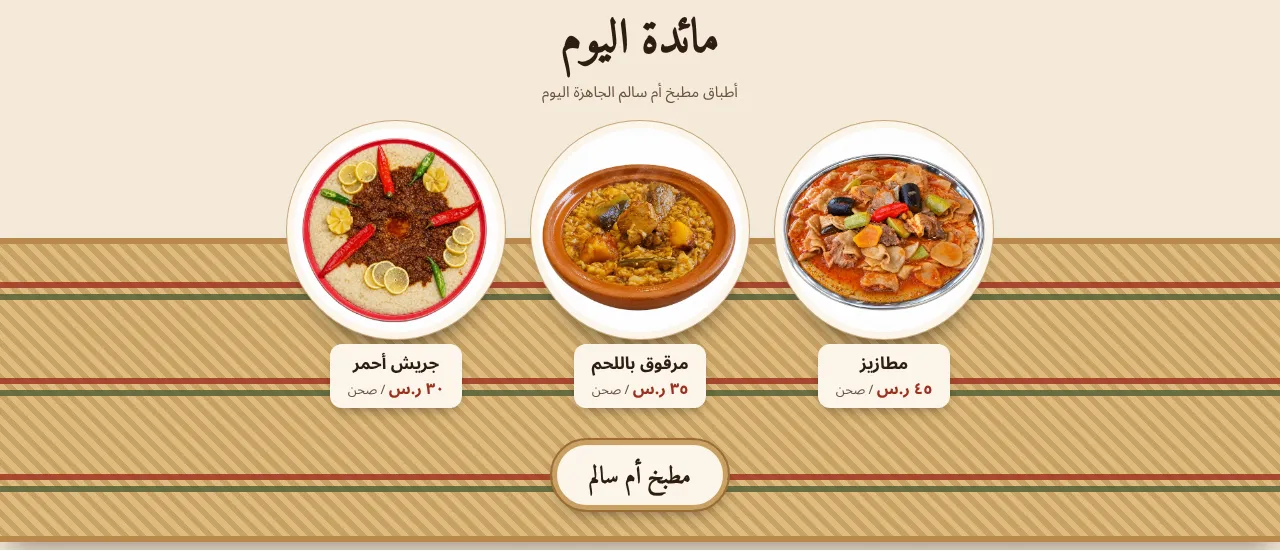 مائدة اليوم
أطباق مطبخ أم سالم الجاهزة اليوم
مطازيز
٤٥ ر.س / صحن
مرقوق باللحم
٣٥ ر.س / صحن
جريش أحمر
٣٠ ر.س / صحن
مطبخ أم سالم